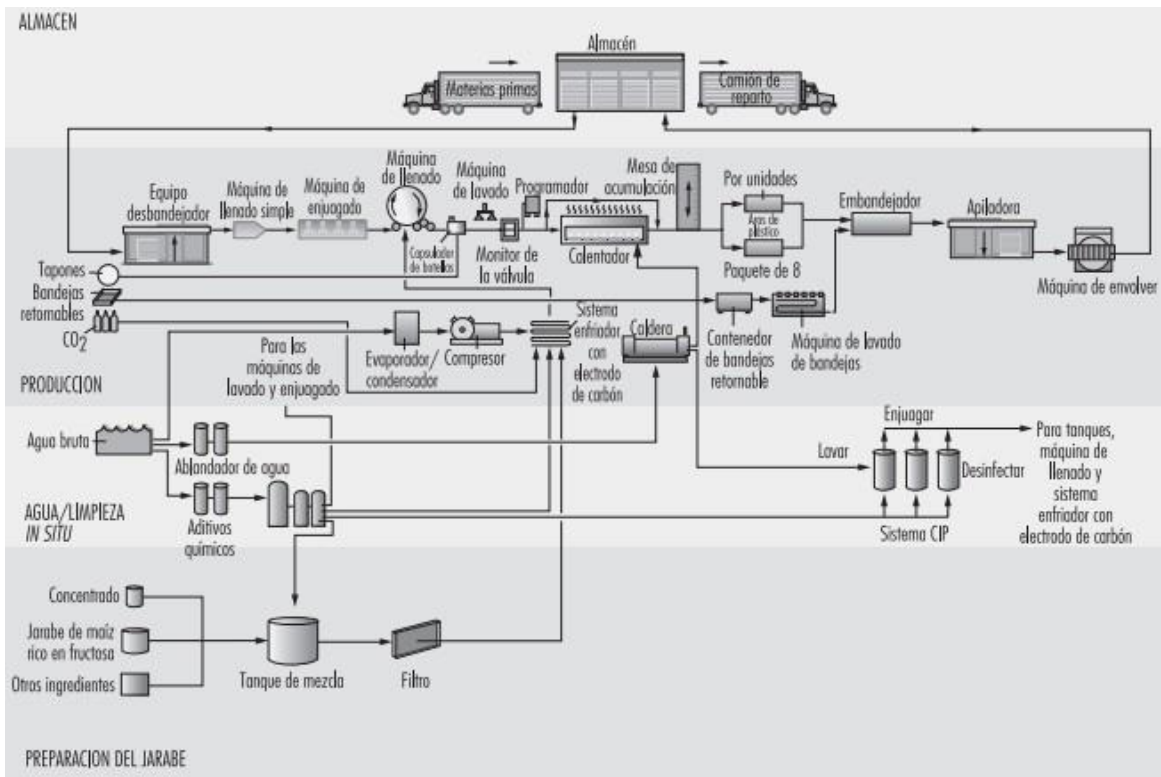 ALMACEN
Almacén
Materias primas
Camión de
reparto
Equipo
desbandejador
Máquina de
llenado simple
Máquina de
enjuagado
Máquina
de llenado
Máquina
de lavado
Programador
Mesa de
acumulación
Por unidades
Aros de
plástico
Paquete de 8
Embandejador
Apiladora
Máquina de envolver
Capsulador
de botellas
Monitor de
la válvula
Calentador
Tapones
Bandejas
retornables
CO2
Evaporador/
condensador
Compresor
Sistema
enfriador
con
electrodo
de carbón
Caldera
Contenedor
de bandejas
retornable
Máquina de lavado
de bandejas
Para las
máquinas de
lavado y enjuagado
PRODUCCION
Agua bruta
Ablandador de agua
Aditivos
químicos
Enjuagar
Lavar
Desinfectar
Sistema CIP
Para tanques,
máquina de
llenado y
sistema
enfriador con
electrodo de carbón
AGUA/LIMPIEZA
IN SITU
Concentrado
Jarabe de maíz
rico en fructosa
Otros ingredientes
Tanque de mezcla
Filtro
PREPARACION DEL JARABE